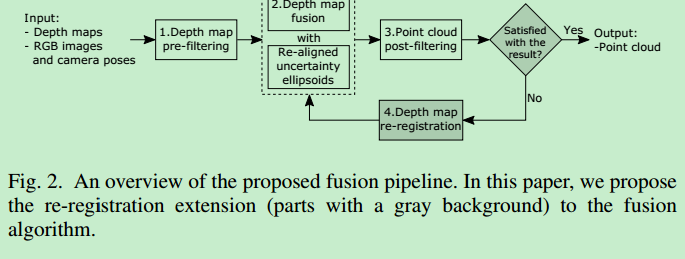 Input:
- Depth maps
- RGB images
and camera poses
1.Depth map
pre-filtering
2.Depth map
fusion
with
Re-aligned
uncertainty
ellipsoids
3.Point cloud
post-filtering
Satisfied
with the
result?
Yes
Output:
-Point cloud
No
4.Depth map
re-registration
Fig. 2. An overview of the proposed fusion pipeline. In this paper, we propose
the re-registration extension (parts with a gray background) to the fusion
algorithm.